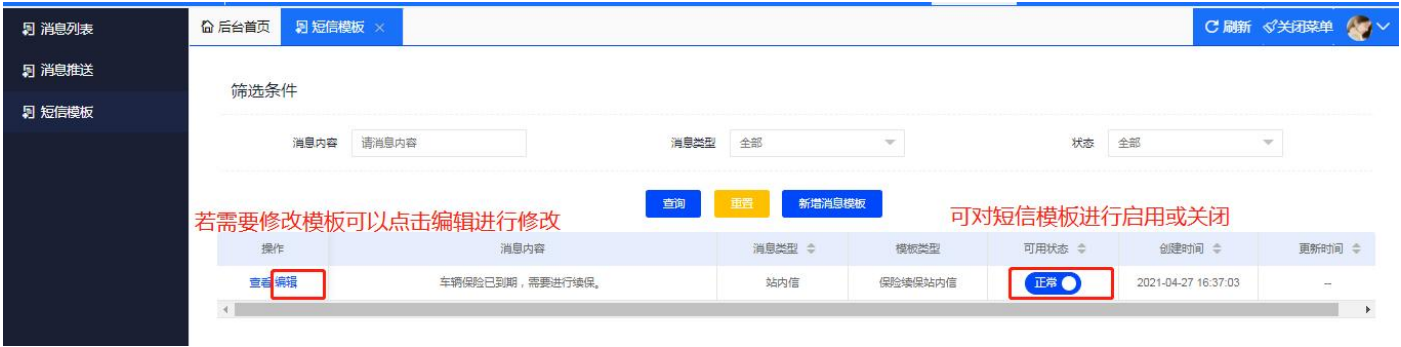 消息列表
消息推送
短信模板
后台首页 短信模板 ×
刷新 关闭菜单
筛选条件
消息内容 请消息内容 消息类型 全部 状态 全部
查询 重置 新增消息模板
若需要修改模板可以点击编辑进行修改 可对短信模板进行启用或关闭
操作 消息内容 消息类型 模板类型 可用状态 创建时间 更新时间
查看 编辑 车辆保险已到期，需要进行续保。 站内信 保险续保站内信 正常 2021-04-27 16:37:03 --